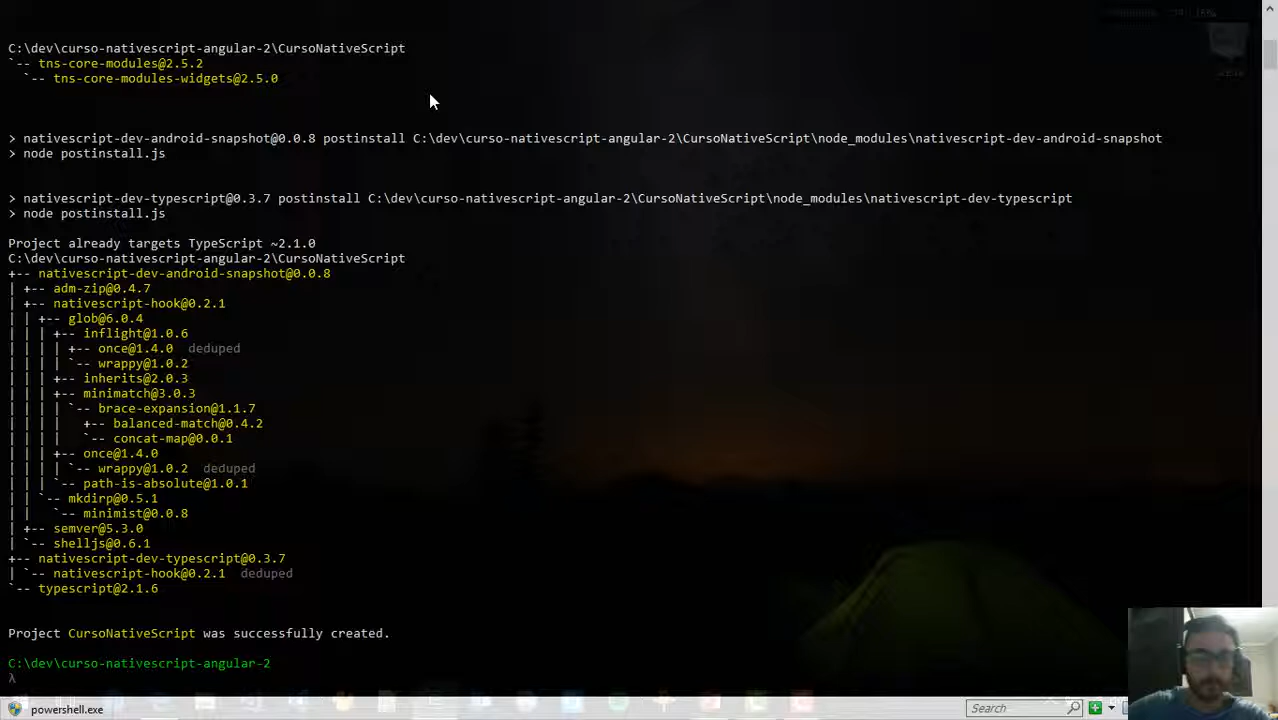 C:\dev\curso-nativescript-angular-2\CursoNativeScript
`-- tns-core-modules@2.5.2
  `-- tns-core-modules-widgets@2.5.0
> nativescript-dev-android-snapshot@0.0.8 postinstall C:\dev\curso-nativescript-angular-2\CursoNativeScript\node_modules\nativescript-dev-android-snapshot
> node postinstall.js
> nativescript-dev-typescript@0.3.7 postinstall C:\dev\curso-nativescript-angular-2\CursoNativeScript\node_modules\nativescript-dev-typescript
> node postinstall.js
Project already targets TypeScript ~2.1.0
C:\dev\curso-nativescript-angular-2\CursoNativeScript
+-- nativescript-dev-android-snapshot@0.0.8
| +-- adm-zip@0.4.7
| +-- nativescript-hook@0.2.1
| | +-- glob@6.0.4
| | | +-- inflight@1.0.6
| | | | +-- once@1.4.0  deduped
| | | | `-- wrappy@1.0.2
| | | +-- inherits@2.0.3
| | | +-- minimatch@3.0.3
| | | | `-- brace-expansion@1.1.7
| | | |   +-- balanced-match@0.4.2
| | | |   `-- concat-map@0.0.1
| | | +-- once@1.4.0
| | | | `-- wrappy@1.0.2  deduped
| | | `-- path-is-absolute@1.0.1
| | `-- mkdirp@0.5.1
| |   `-- minimist@0.0.8
| +-- semver@5.3.0
| `-- shelljs@0.6.1
+-- nativescript-dev-typescript@0.3.7
| `-- nativescript-hook@0.2.1  deduped
`-- typescript@2.1.6
Project CursoNativeScript was successfully created.
C:\dev\curso-nativescript-angular-2
λ
powershell.exe
Search